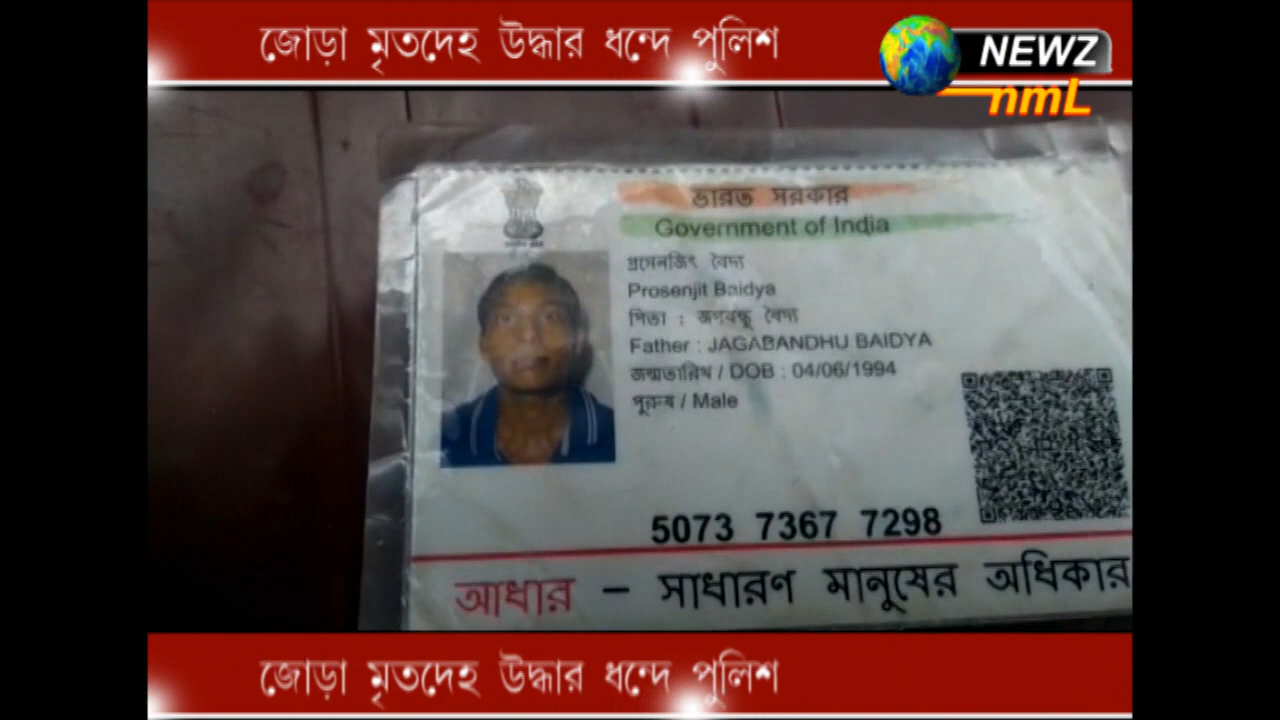 জোড়া মৃতদেহ উদ্ধার ধন্দে পুলিশ
NEWZ
nmL
ভারত সরকার
Government of India
প্রসেনজিৎ বৈদ্য
Prosenjit Baidya
পিতা : জগবন্ধু বৈদ্য
Father : JAGABANDHU BAIDYA
জন্মতারিখ / DOB : 04/06/1994
পুরুষ / Male
5073 7367 7298
আধার – সাধারণ মানুষের অধিকার
জোড়া মৃতদেহ উদ্ধার ধন্দে পুলিশ